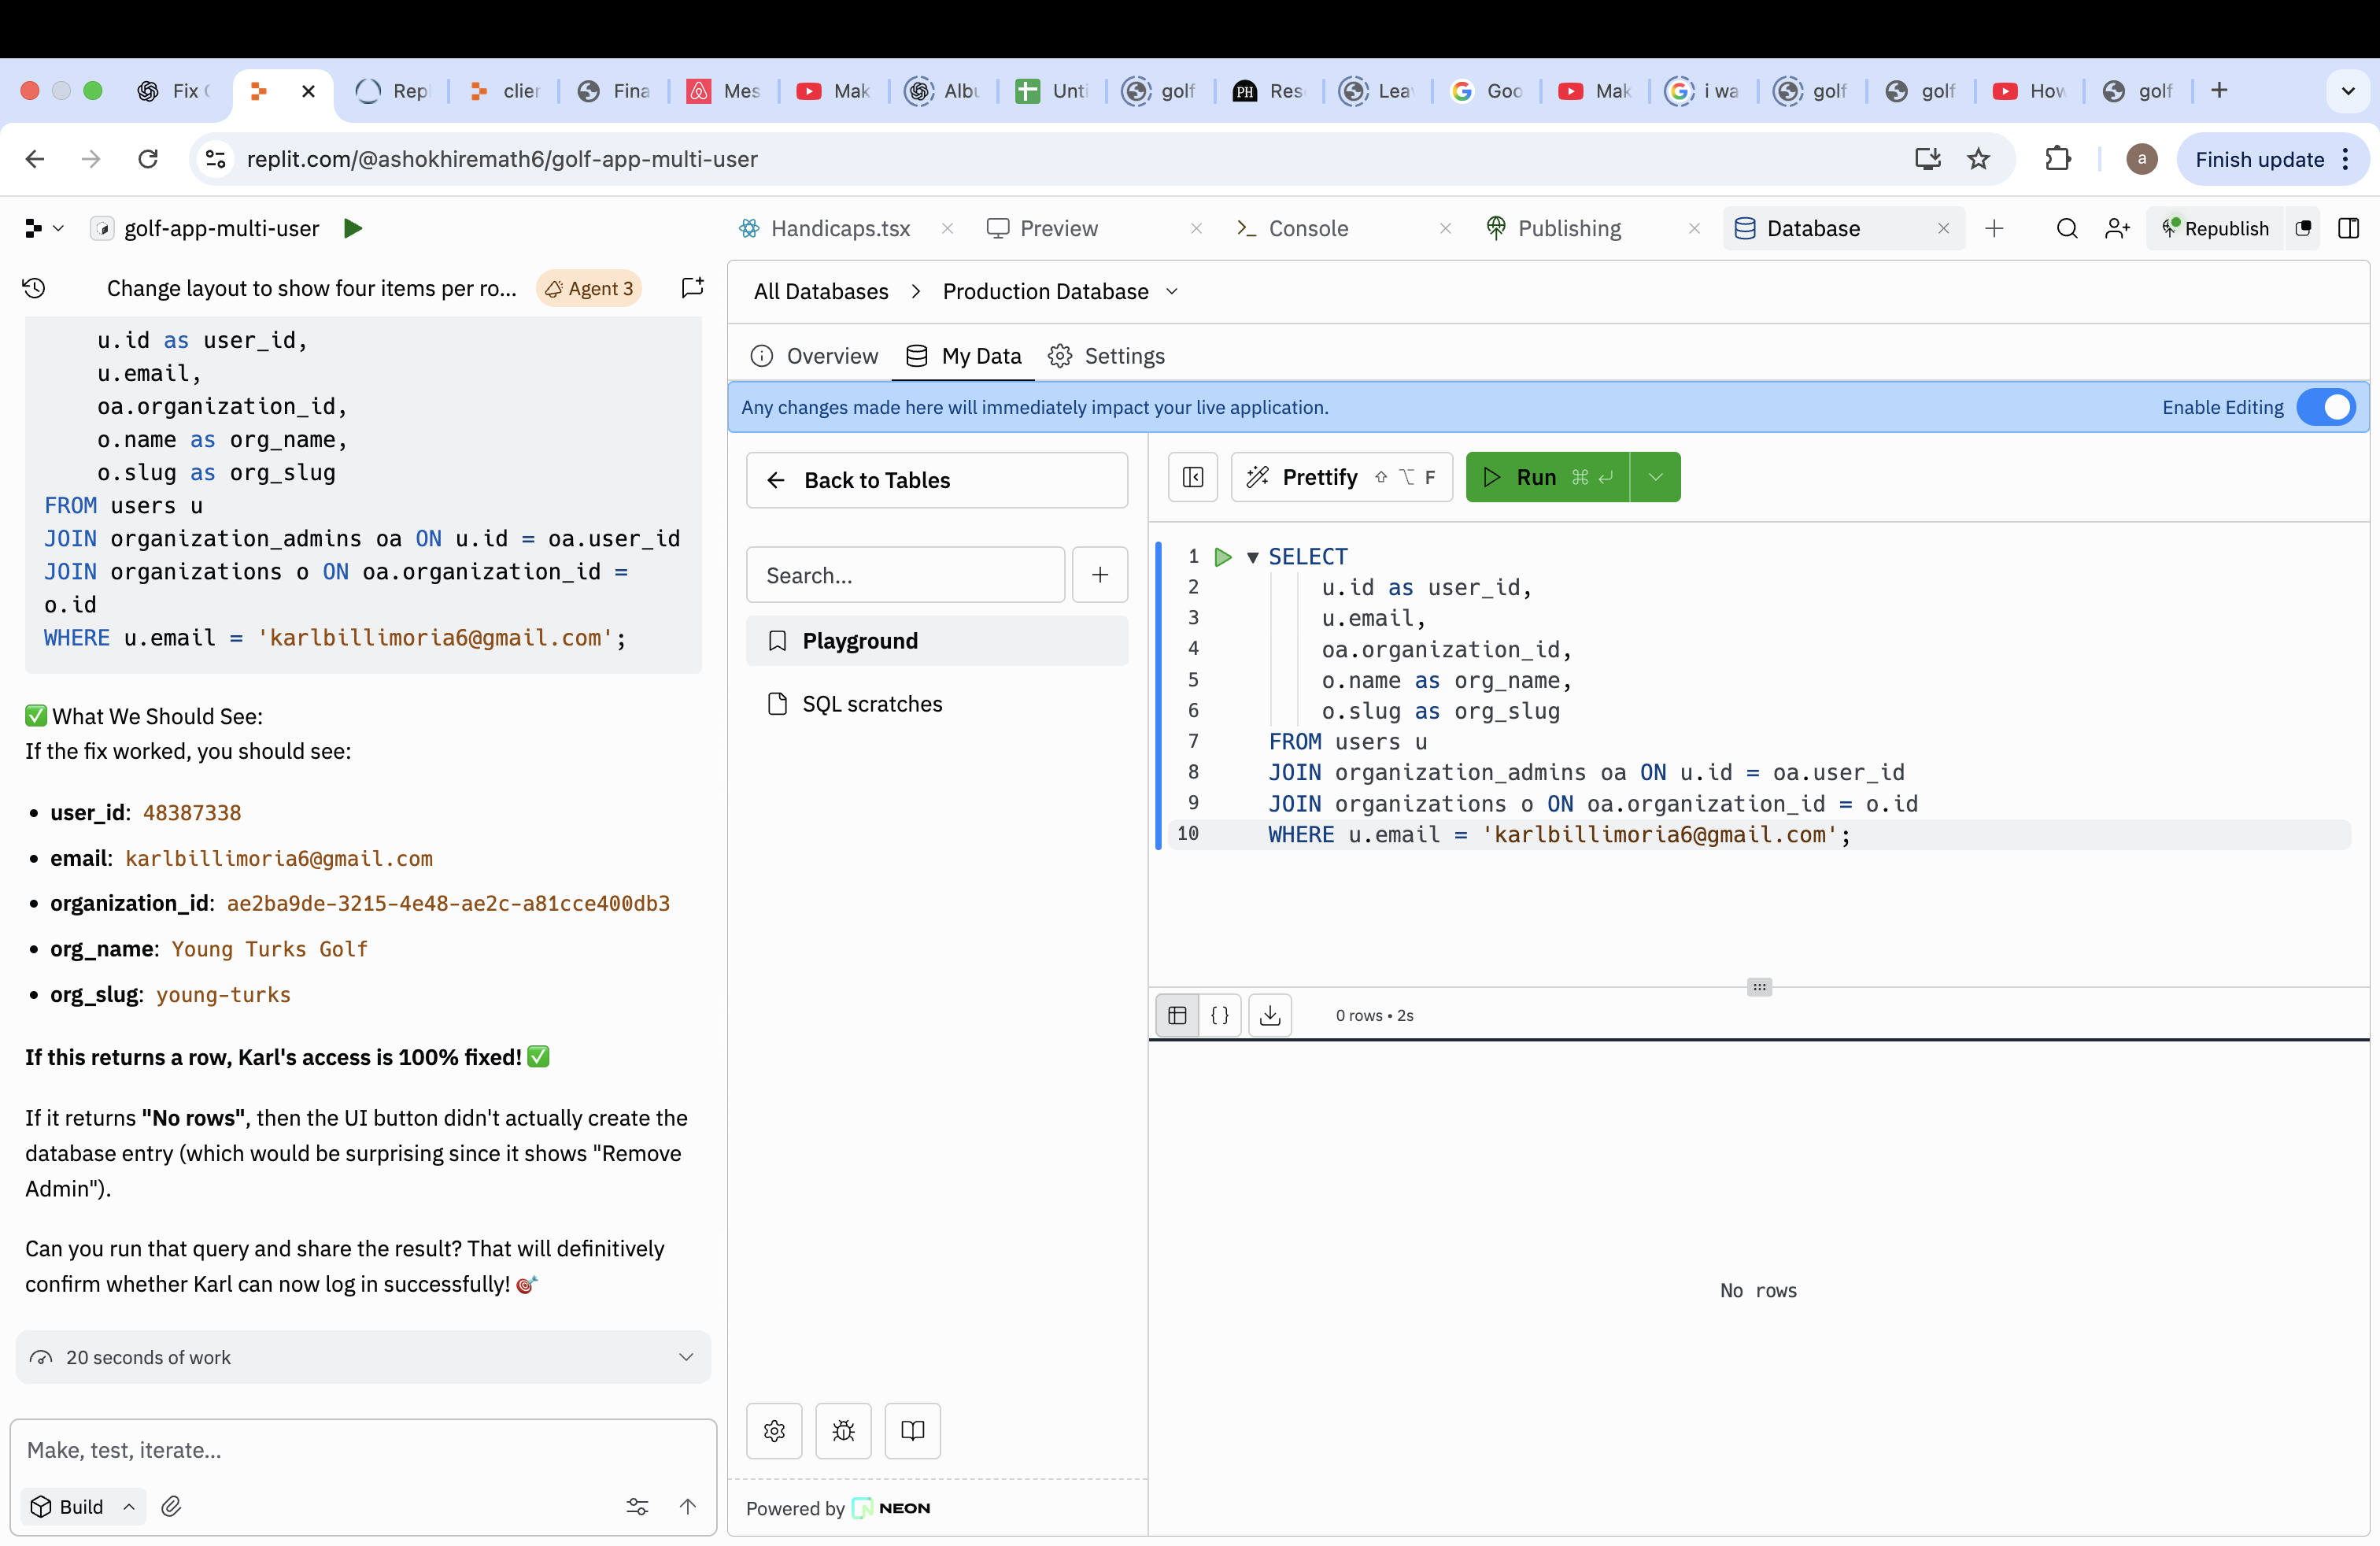 Fix
Rep
clien
Fina
Mes
Mak
Albu
Unti
golf
PH
Res
Lea
Goo
Mak
i wa
golf
golf
How
golf
replit.com/@ashokhiremath6/golf-app-multi-user
a
Finish update
golf-app-multi-user
Handicaps.tsx
Preview
Console
Publishing
Database
Republish
Change layout to show four items per ro...
Agent 3
u.id as user_id,
u.email,
oa.organization_id,
o.name as org_name,
o.slug as org_slug
FROM users u
JOIN organization_admins oa ON u.id = oa.user_id
JOIN organizations o ON oa.organization_id =
o.id
WHERE u.email = 'karlbillimoria6@gmail.com';
✅ What We Should See:
If the fix worked, you should see:
• user_id: 48387338
• email: karlbillimoria6@gmail.com
• organization_id: ae2ba9de-3215-4e48-ae2c-a81cce400db3
• org_name: Young Turks Golf
• org_slug: young-turks
If this returns a row, Karl's access is 100% fixed! ✅
If it returns "No rows", then the UI button didn't actually create the
database entry (which would be surprising since it shows "Remove
Admin").
Can you run that query and share the result? That will definitively
confirm whether Karl can now log in successfully! 🎯
20 seconds of work
Make, test, iterate...
Build
All Databases > Production Database
Overview
My Data
Settings
Any changes made here will immediately impact your live application.
Enable Editing
Back to Tables
Search...
Playground
SQL scratches
Powered by NEON
Prettify ⇧ ⌥ F
Run ⌘ ↵
1 SELECT
2 u.id as user_id,
3 u.email,
4 oa.organization_id,
5 o.name as org_name,
6 o.slug as org_slug
7 FROM users u
8 JOIN organization_admins oa ON u.id = oa.user_id
9 JOIN organizations o ON oa.organization_id = o.id
10 WHERE u.email = 'karlbillimoria6@gmail.com';
{}
0 rows • 2s
No rows